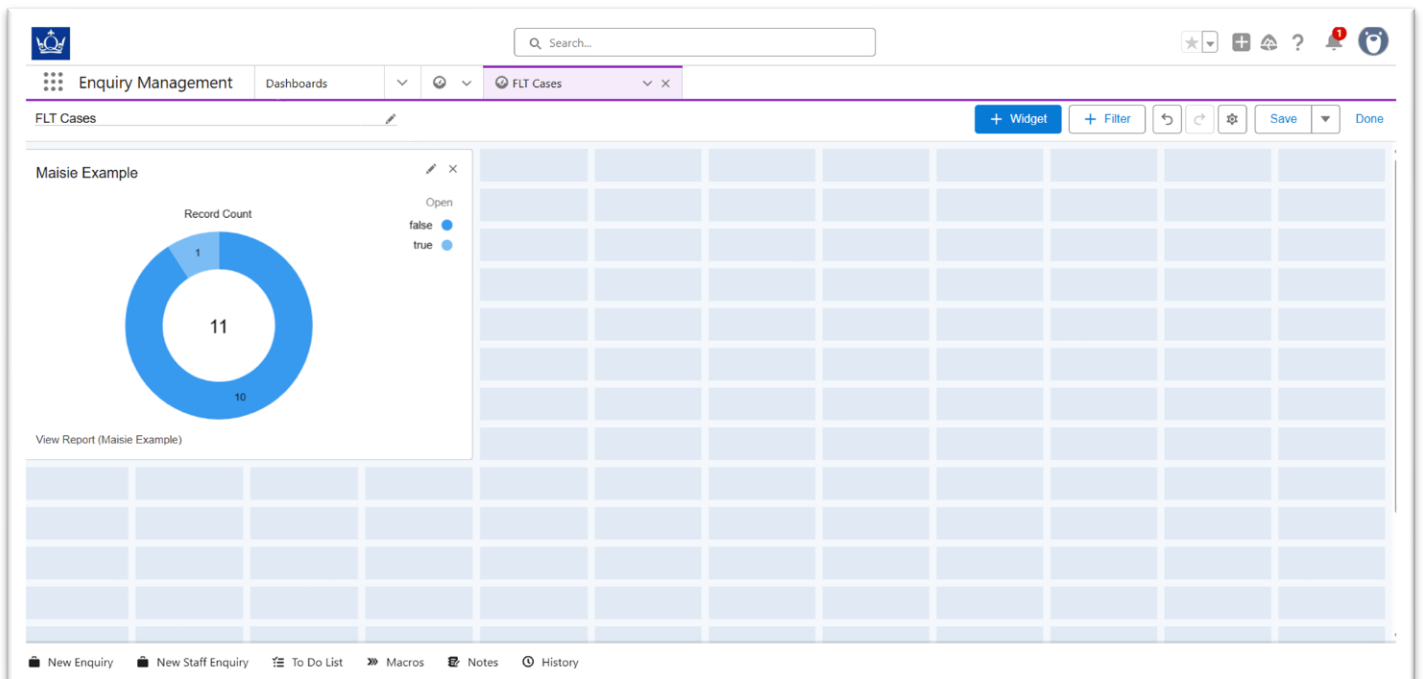 Search...
1
Enquiry Management
Dashboards
FLT Cases
FLT Cases
+ Widget
+ Filter
Save
Done
Maisie Example
Open
false
true
Record Count
1
11
10
View Report (Maisie Example)
New Enquiry
New Staff Enquiry
To Do List
Macros
Notes
History